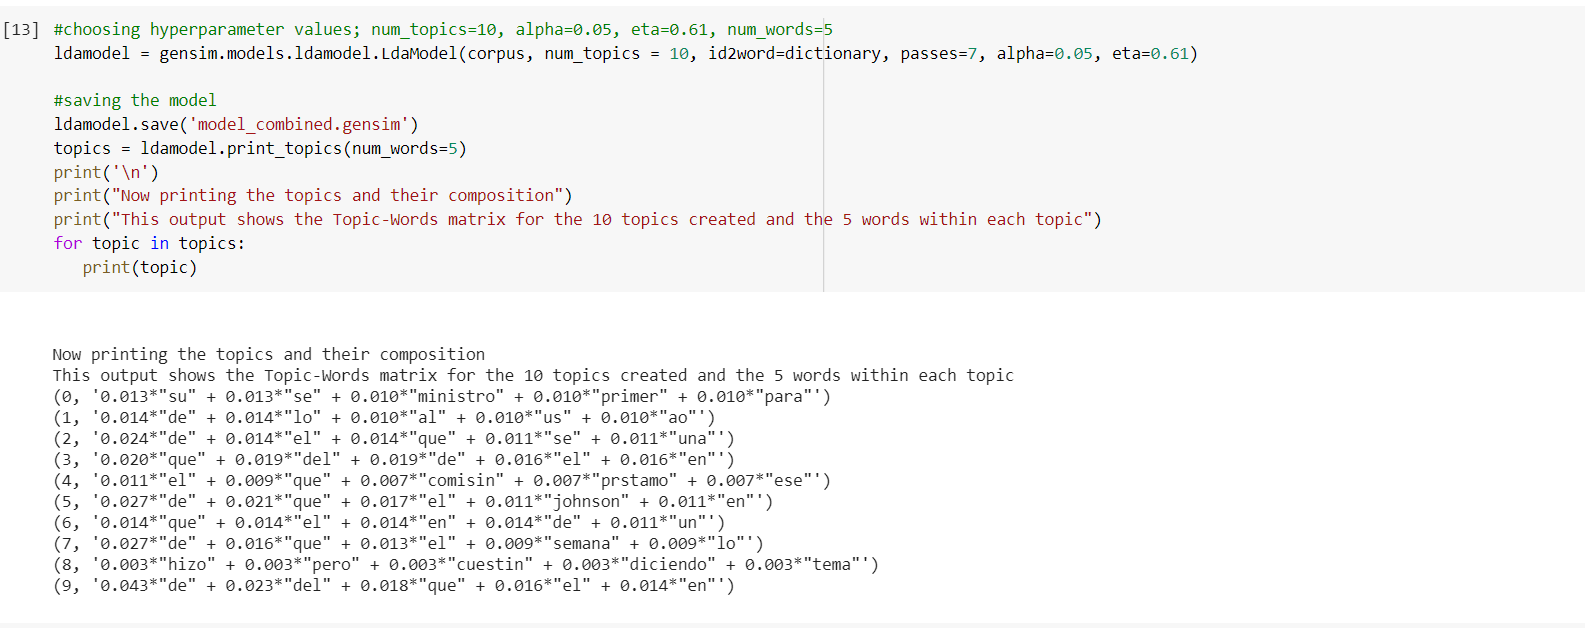 [13] #choosing hyperparameter values; num_topics=10, alpha=0.05, eta=0.61, num_words=5
ldamodel = gensim.models.ldamodel.LdaModel(corpus, num_topics = 10, id2word=dictionary, passes=7, alpha=0.05, eta=0.61)
#saving the model
ldamodel.save('model_combined.gensim')
topics = ldamodel.print_topics(num_words=5)
print('\n')
print("Now printing the topics and their composition")
print("This output shows the Topic-Words matrix for the 10 topics created and the 5 words within each topic")
for topic in topics:
   print(topic)
Now printing the topics and their composition
This output shows the Topic-Words matrix for the 10 topics created and the 5 words within each topic
(0, '0.013*"su" + 0.013*"se" + 0.010*"ministro" + 0.010*"primer" + 0.010*"para"')
(1, '0.014*"de" + 0.014*"lo" + 0.010*"al" + 0.010*"us" + 0.010*"ao"')
(2, '0.024*"de" + 0.014*"el" + 0.014*"que" + 0.011*"se" + 0.011*"una"')
(3, '0.020*"que" + 0.019*"del" + 0.019*"de" + 0.016*"el" + 0.016*"en"')
(4, '0.011*"el" + 0.009*"que" + 0.007*"comisin" + 0.007*"prstamo" + 0.007*"ese"')
(5, '0.027*"de" + 0.021*"que" + 0.017*"el" + 0.011*"johnson" + 0.011*"en"')
(6, '0.014*"que" + 0.014*"el" + 0.014*"en" + 0.014*"de" + 0.011*"un"')
(7, '0.027*"de" + 0.016*"que" + 0.013*"el" + 0.009*"semana" + 0.009*"lo"')
(8, '0.003*"hizo" + 0.003*"pero" + 0.003*"cuestin" + 0.003*"diciendo" + 0.003*"tema"')
(9, '0.043*"de" + 0.023*"del" + 0.018*"que" + 0.016*"el" + 0.014*"en"')